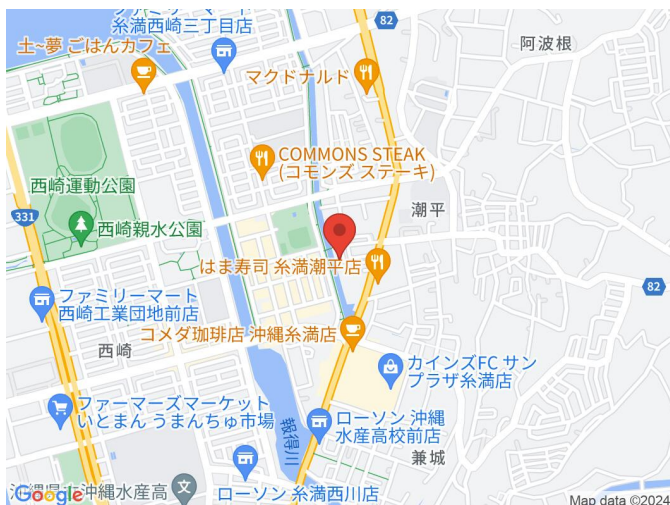 ファミリーマート
糸満西崎三丁目店
82
阿波根
土~夢 ごはんカフェ
マクドナルド
COMMONS STEAK
(コモンズ ステーキ)
西崎運動公園
331
西崎親水公園
潮平
はま寿司 糸満潮平店
82
ファミリーマート
西崎工業団地前店
コメダ珈琲店 沖縄糸満店
西崎
カインズFC サン
プラザ糸満店
ファーマーズマーケット
いとまん うまんちゅ市場
報得川
ローソン 沖縄
水産高校前店
兼城
沖縄県立沖縄水産高
文
ローソン 糸満西川店
Google
Map data ©2024